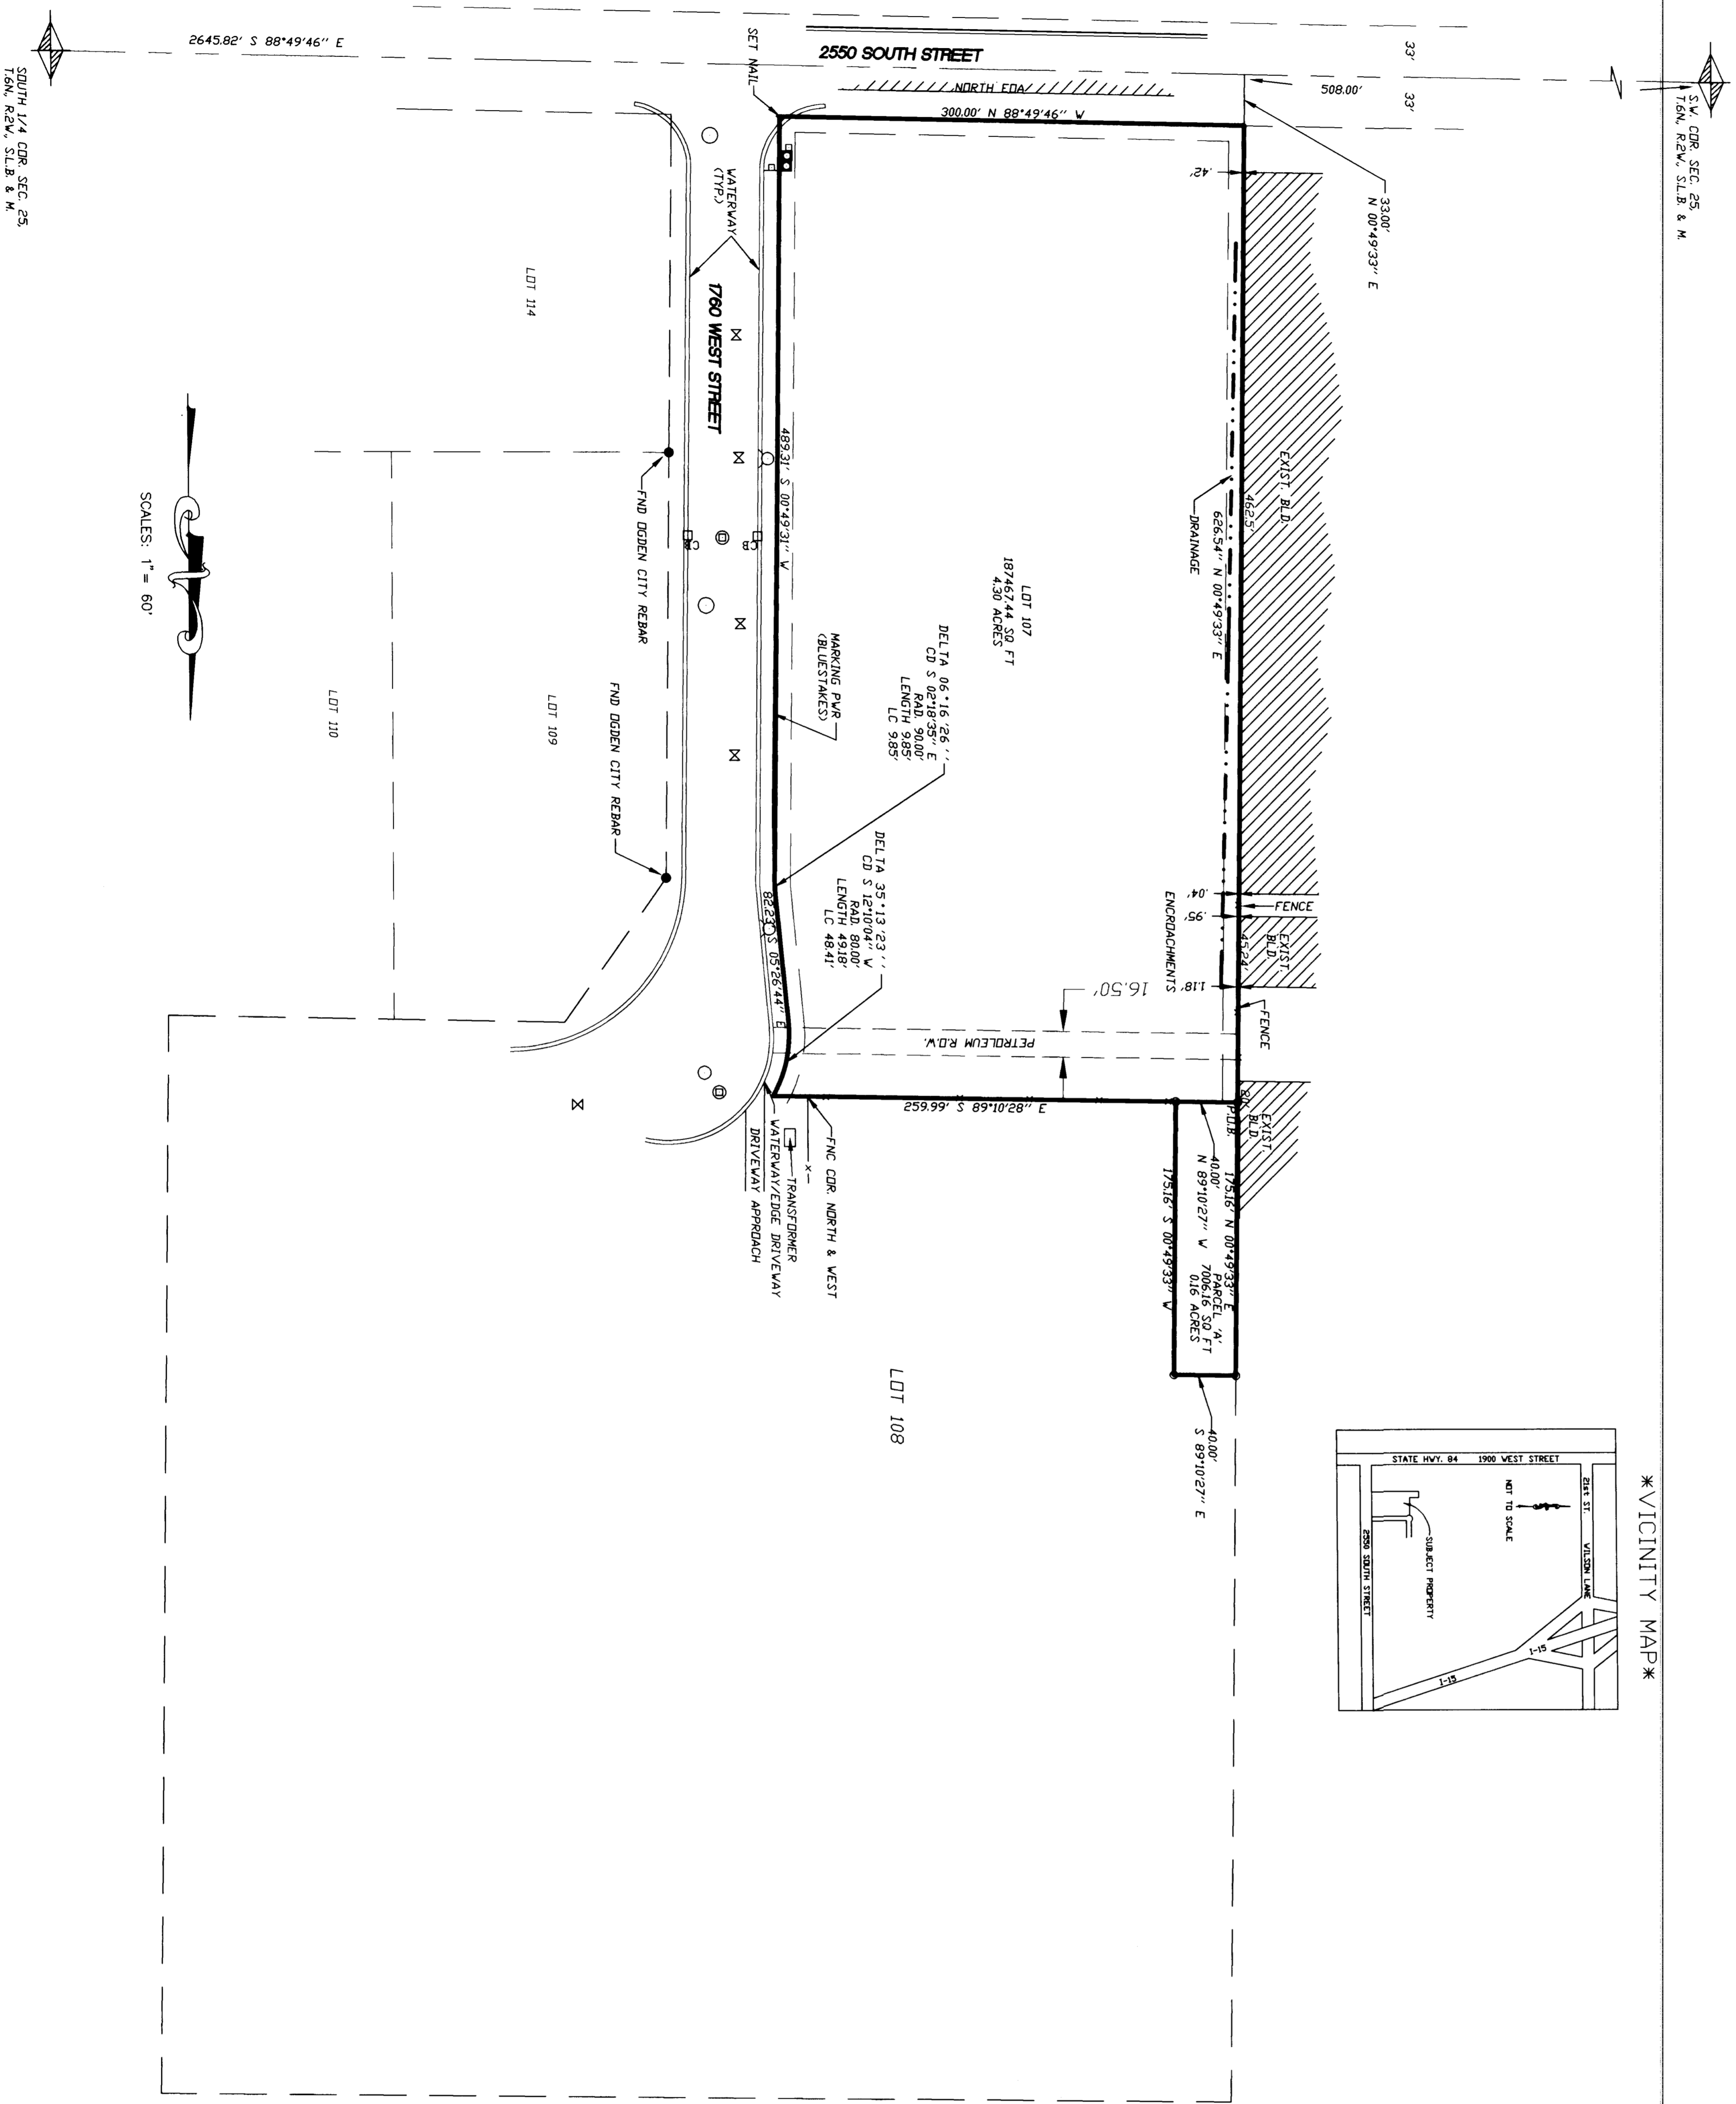 2645.82' S 88°49'46" E
SOUTH 1/4 COR. SEC. 25,
T.6N., R.2W., S.L.B. & M.
SET NAIL
2550 SOUTH STREET
NORTH EOA
300.00' N 88°49'46" W
33'
33'
508.00'
S.W. COR. SEC. 25,
T.6N., R.2W., S.L.B. & M.
33.00'
N 00°49'33" E
.42'
WATERWAY
(TYP.)
1760 WEST STREET
LOT 114
489.31' S 00°49'31" W
FND OGDEN CITY REBAR
CB
CB
SCALES: 1"= 60'
EXIST. BLD.
462.5'
626.54' N 00°49'33" E
DRAINAGE
LOT 107
187467.44 SQ FT
4.30 ACRES
MARKING PWR
(BLUESTAKES)
DELTA 06°16'26''
CD S 02°18'35" E
RAD. 90.00'
LENGTH 9.85'
LC 9.85'
FND OGDEN CITY REBAR
LOT 109
LOT 110
DELTA 35°13'23''
CD S 12°10'04" W
RAD. 80.00'
LENGTH 49.18'
LC 48.41'
82.23' S 05°26'44" E
.04'
FENCE
.95'
ENCROACHMENTS
EXIST.
BLD.
45.24'
1.18'
16.50'
FENCE
PETROLEUM R.O.W.
259.99' S 89°10'28" E
P.O.B.
EXIST.
BLD.
FNC COR. NORTH & WEST
x
TRANSFORMER
WATERWAY/EDGE DRIVEWAY
DRIVEWAY APPROACH
175.16' N 00°49'33" E
PARCEL 'A'
7006.16 SQ FT
0.16 ACRES
40.00'
N 89°10'27" W
175.16' S 00°49'33" W
40.00'
S 89°10'27" E
LOT 108
*VICINITY MAP*
STATE HWY. 84 1900 WEST STREET
21st ST. WILSON LANE
NOT TO SCALE
SUBJECT PROPERTY
2550 SOUTH STREET
I-15
I-15